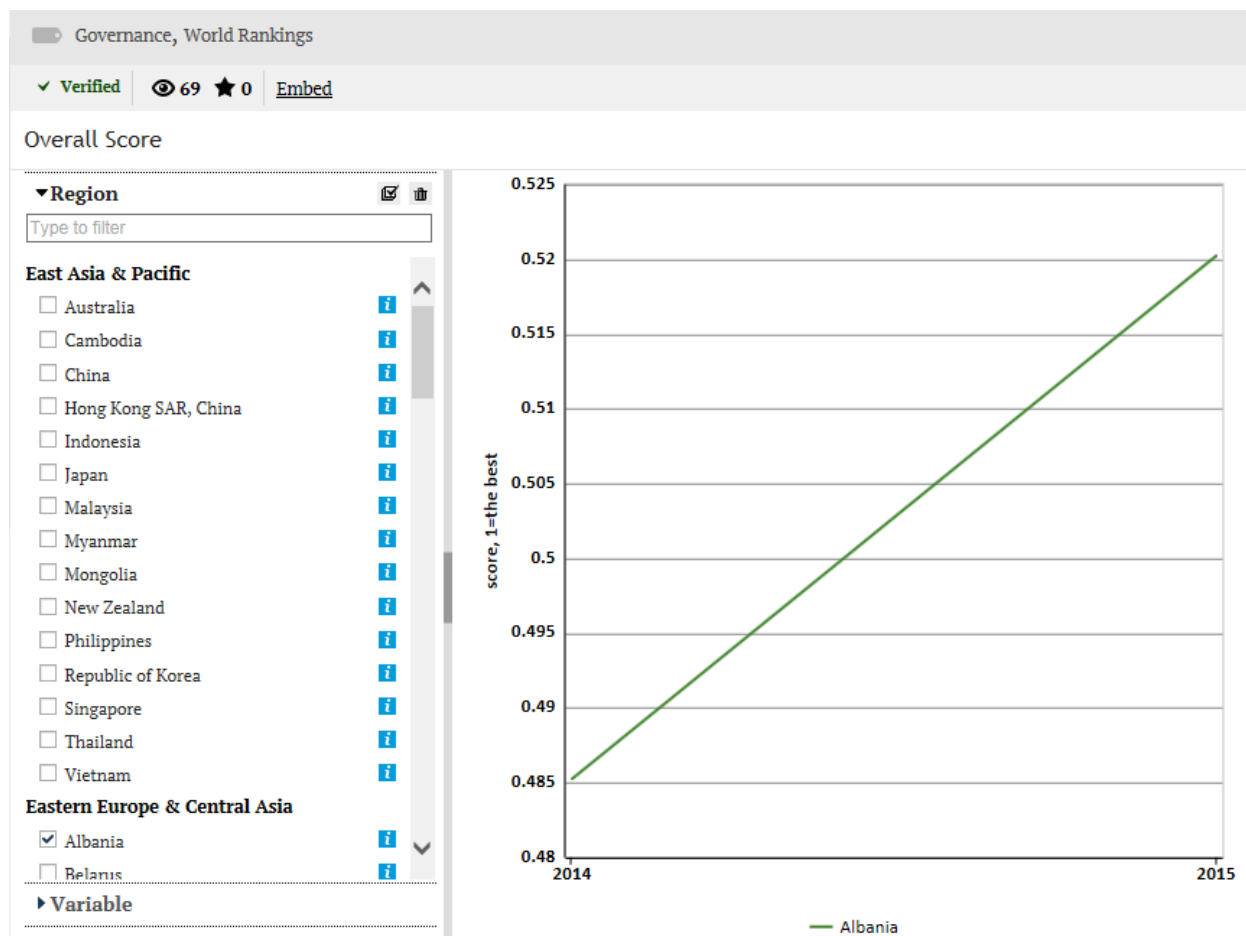 Governance, World Rankings
Verified 69 0 Embed
Overall Score
Region
Type to filter
East Asia & Pacific
Australia
Cambodia
China
Hong Kong SAR, China
Indonesia
Japan
Malaysia
Myanmar
Mongolia
New Zealand
Philippines
Republic of Korea
Singapore
Thailand
Vietnam
Eastern Europe & Central Asia
Albania
Belarus
Variable
score, 1=the best
0.525
0.52
0.515
0.51
0.505
0.5
0.495
0.49
0.485
0.48
2014 2015
Albania